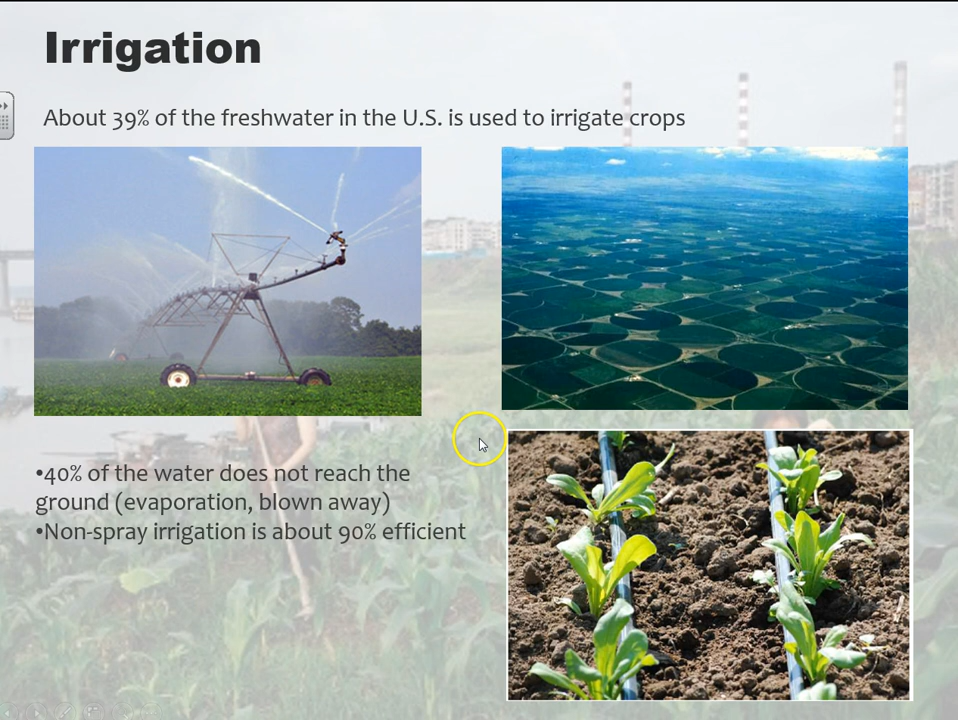 Irrigation
About 39% of the freshwater in the U.S. is used to irrigate crops
•40% of the water does not reach the
ground (evaporation, blown away)
•Non-spray irrigation is about 90% efficient